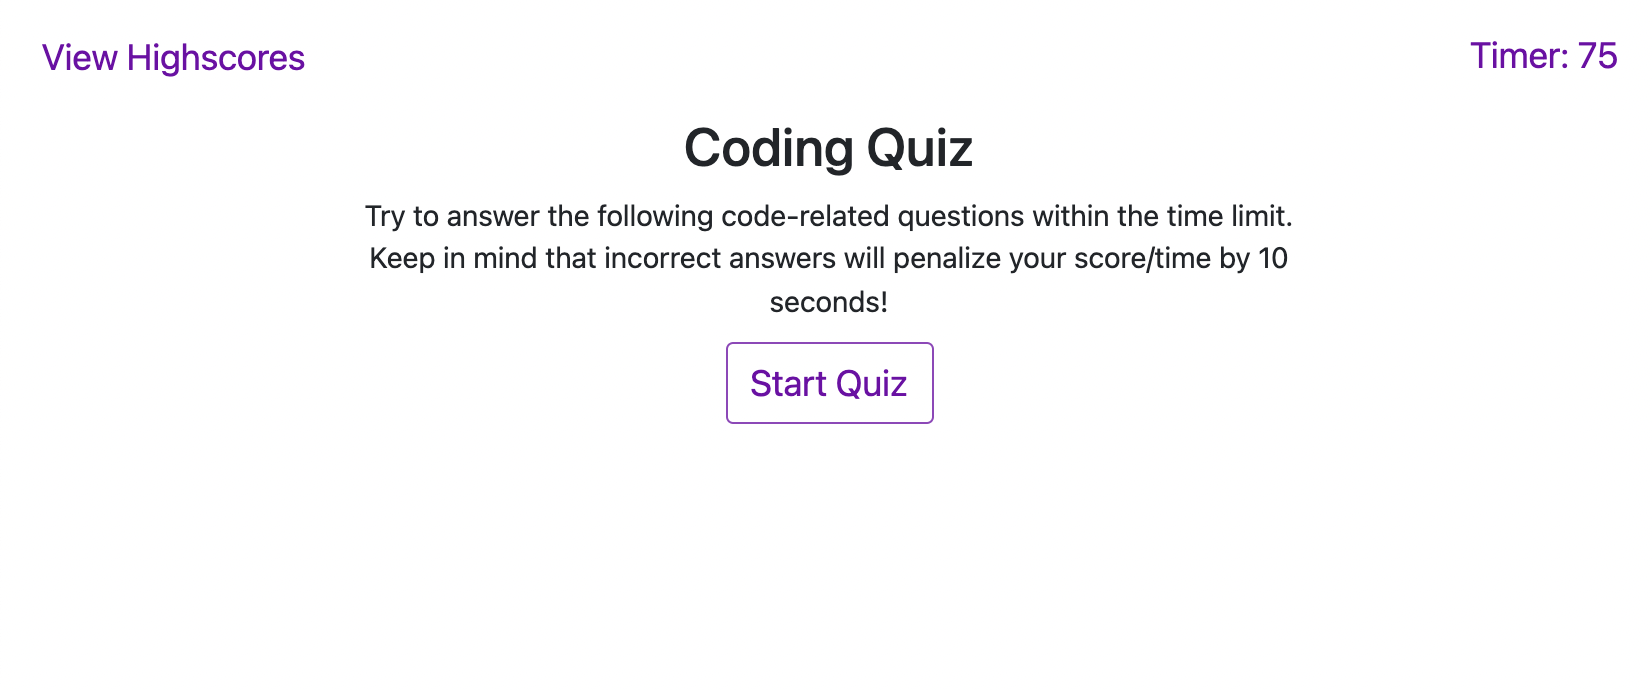 View Highscores
Timer: 75
Coding Quiz
Try to answer the following code-related questions within the time limit.
Keep in mind that incorrect answers will penalize your score/time by 10
seconds!
Start Quiz